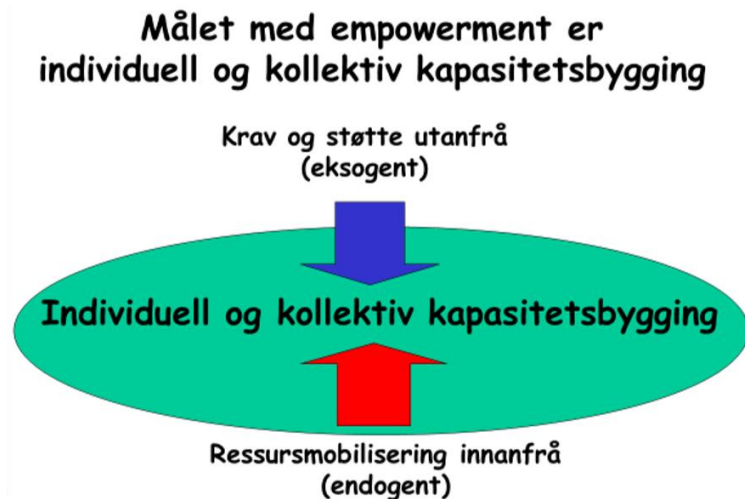 Målet med empowerment er
individuell og kollektiv kapasitetsbygging
Krav og støtte utanfrå
(eksogent)
Individuell og kollektiv kapasitetsbygging
Ressursmobilisering innanfrå
(endogent)